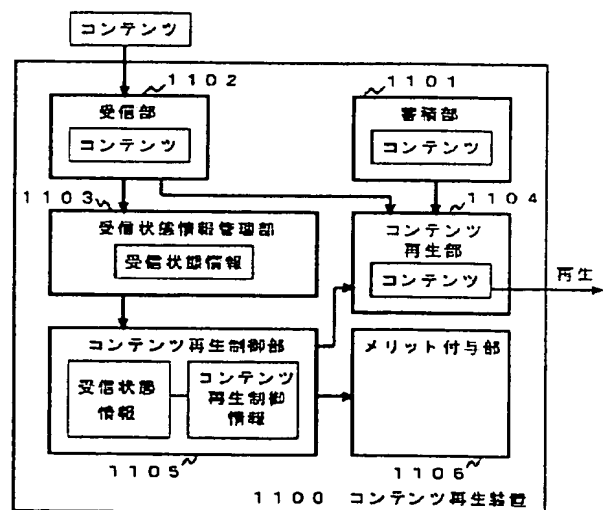 コンテンツ
1102
受信部
コンテンツ
1101
蓄積部
コンテンツ
1103
受信状態情報管理部
受信状態情報
1104
コンテンツ
再生部
コンテンツ
再生
コンテンツ再生制御部
受信状態
情報
コンテンツ
再生制御
情報
1105
メリット付与部
1106
1100 コンテンツ再生装置